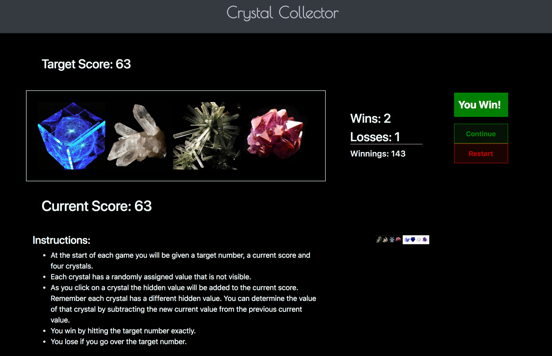 Crystal Collector
Target Score: 63
You Win!
Wins: 2
Continue
Losses: 1
Restart
Winnings: 143
Current Score: 63
Instructions:
At the start of each game you will be given a target number, a current score and
four crystals.
Each crystal has a randomly assigned value that is not visible.
As you click on a crystal the hidden value will be added to the current score.
Remember each crystal has a different hidden value. You can determine the value
of that crystal by subtracting the new current value from the previous current
value.
You win by hitting the target number exactly.
You lose if you go over the target number.